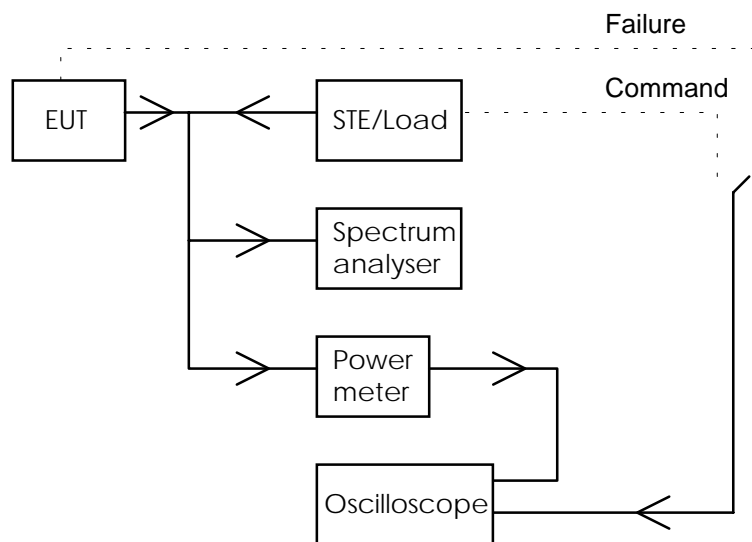 Failure
EUT
STE/Load
Command
Spectrum
analyser
Power
meter
Oscilloscope